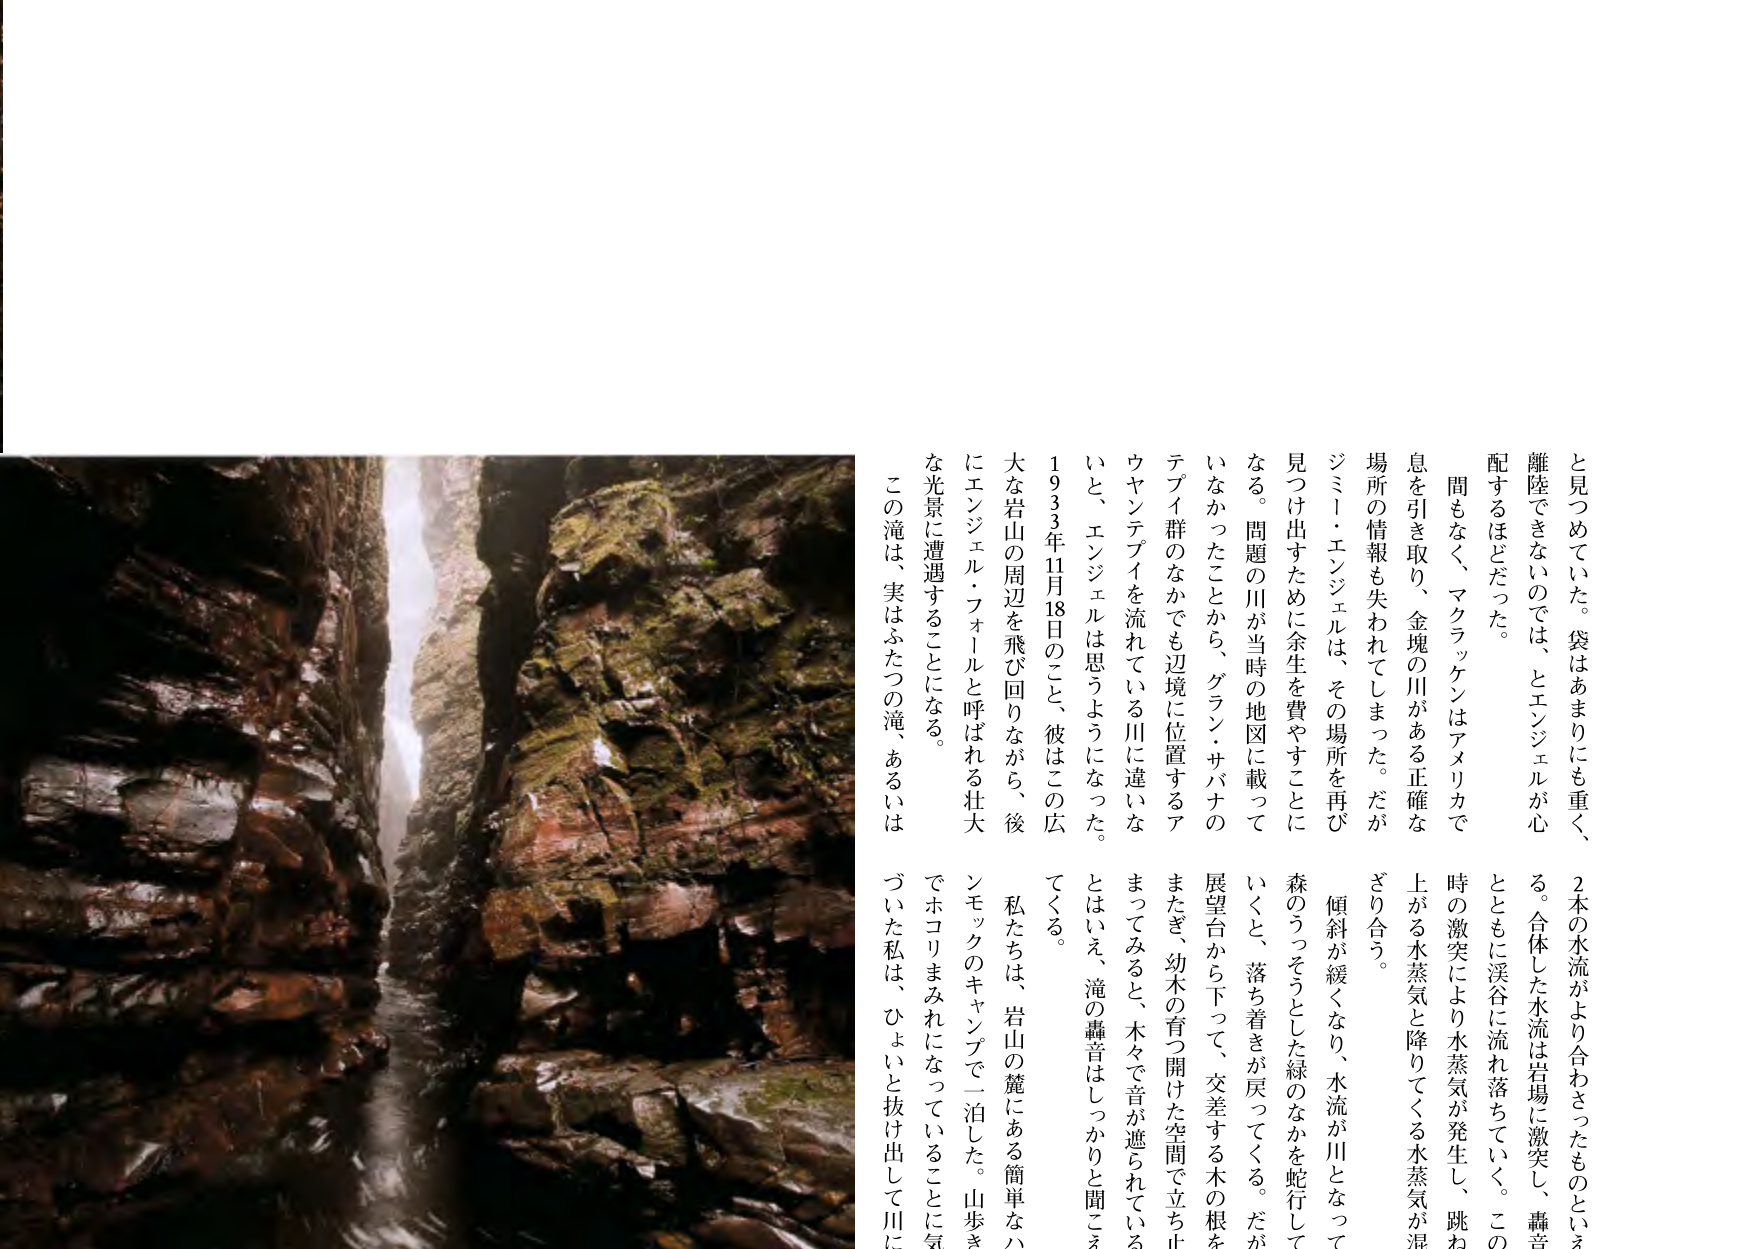 と見つめていた。袋はあまりにも重く、
離陸できないのでは、とエンジェルが心
配するほどだった。
間もなく、マクラッケンはアメリカで
息を引き取り、金塊の川がある正確な
場所の情報も失われてしまった。だが
ジミー・エンジェルは、その場所を再び
見つけ出すために余生を費やすことに
なる。問題の川が当時の地図に載って
いなかったことから、グラン・サバナの
テプイ群のなかでも辺境に位置するア
ウヤンテプイを流れている川に違いな
いと、エンジェルは思うようになった。
1933年11月18日のこと、彼はこの広
大な岩山の周辺を飛び回りながら、後
にエンジェル・フォールと呼ばれる壮大
な光景に遭遇することになる。
この滝は、実はふたつの滝、あるいは
2本の水流がより合わさったものといえ
る。合体した水流は岩場に激突し、轟音
とともに渓谷に流れ落ちていく。この
時の激突により水蒸気が発生し、跳ね
上がる水蒸気と降りてくる水蒸気が混
ざり合う。
傾斜が緩くなり、水流が川となって
森のうっそうとした緑のなかを蛇行して
いくと、落ち着きが戻ってくる。だが
展望台から下って、交差する木の根を
またぎ、幼木の育つ開けた空間で立ち止
まってみると、木々で音が遮られている
とはいえ、滝の轟音はしっかりと聞こえ
てくる。
私たちは、岩山の麓にある簡単なハ
ンモックのキャンプで一泊した。山歩き
でホコリまみれになっていることに気
づいた私は、ひょいと抜け出して川に